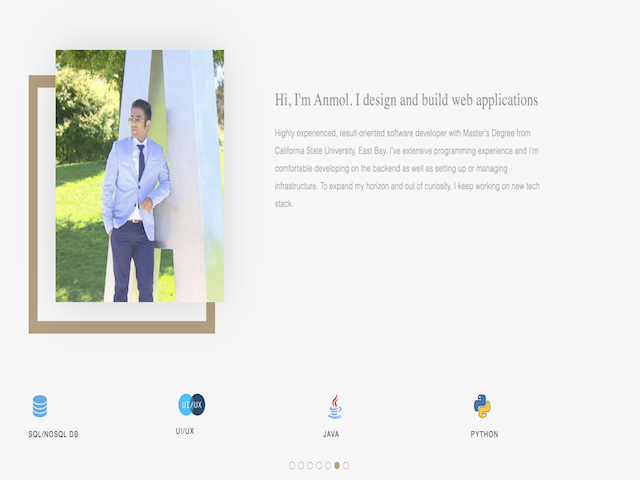 Hi, I'm Anmol. I design and build web applications
Highly experienced, result-oriented software developer with Master's Degree from
California State University, East Bay. I've extensive programming experience and I'm
comfortable developing on the backend as well as setting up or managing
infrastructure. To expand my horizon and out of curiosity, I keep working on new tech
stack.
UI/UX
SQL/NOSQL DB
UI/UX
JAVA
PYTHON